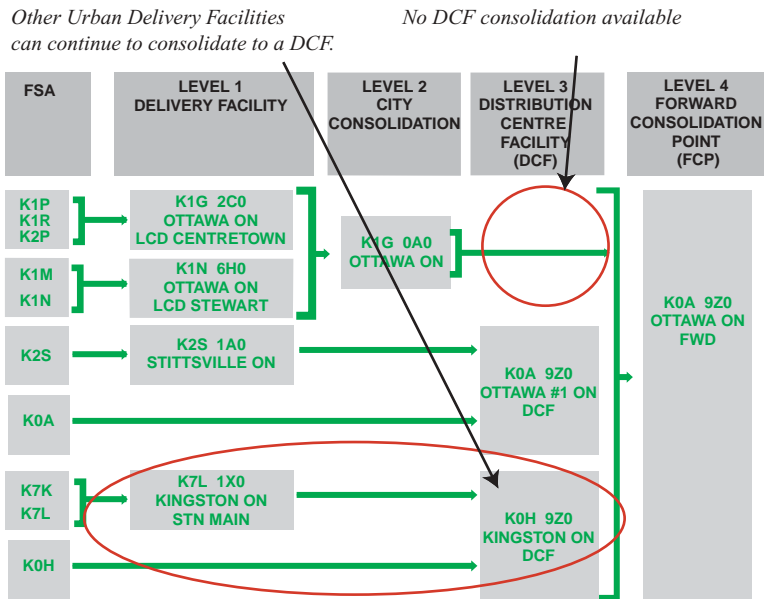 Other Urban Delivery Facilities
can continue to consolidate to a DCF.
No DCF consolidation available
FSA
LEVEL 1
DELIVERY FACILITY
LEVEL 2
CITY
CONSOLIDATION
LEVEL 3
DISTRIBUTION
CENTRE
FACILITY
(DCF)
LEVEL 4
FORWARD
CONSOLIDATION
POINT
(FCP)
K1P
K1R
K2P
K1G 2C0
OTTAWA ON
LCD CENTRETOWN
K1M
K1N
K1N 6H0
OTTAWA ON
LCD STEWART
K1G 0A0
OTTAWA ON
K2S
K2S 1A0
STITTSVILLE ON
K0A
K0A 9Z0
OTTAWA #1 ON
DCF
K7K
K7L
K7L 1X0
KINGSTON ON
STN MAIN
K0H
K0H 9Z0
KINGSTON ON
DCF
K0A 9Z0
OTTAWA ON
FWD